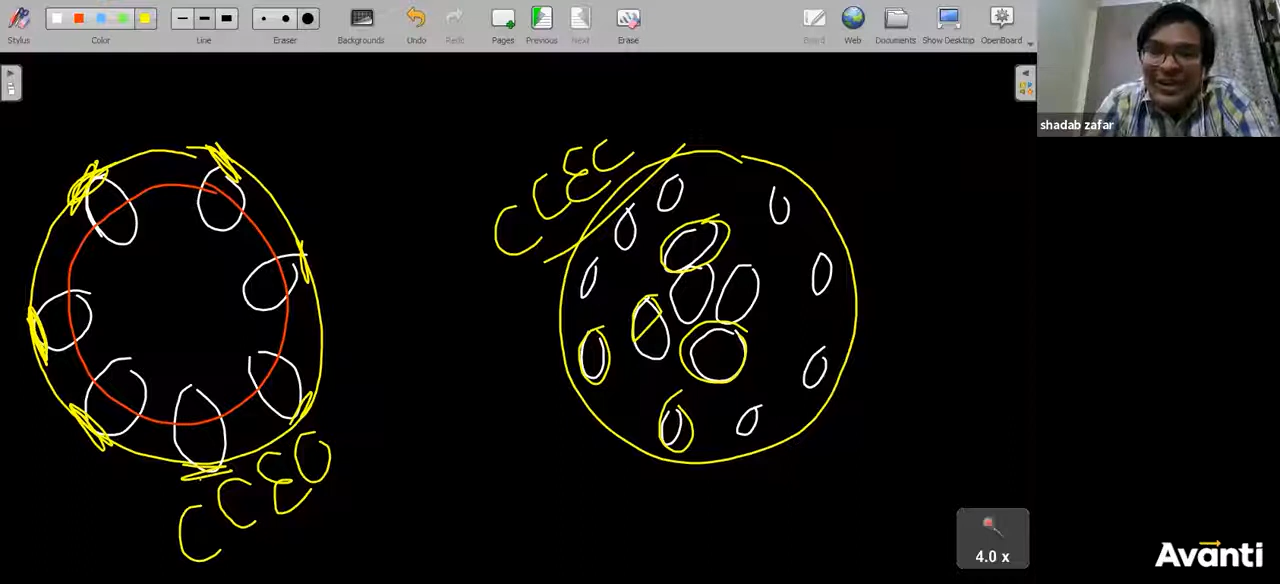 Stylus
Color
Line
Eraser
Backgrounds
Undo
Redo
Pages
Previous
Next
Erase
Board
Web
Documents
Show Desktop
OpenBoard
shadab zafar
CCEC
CCEO
4.0 x
Avanti